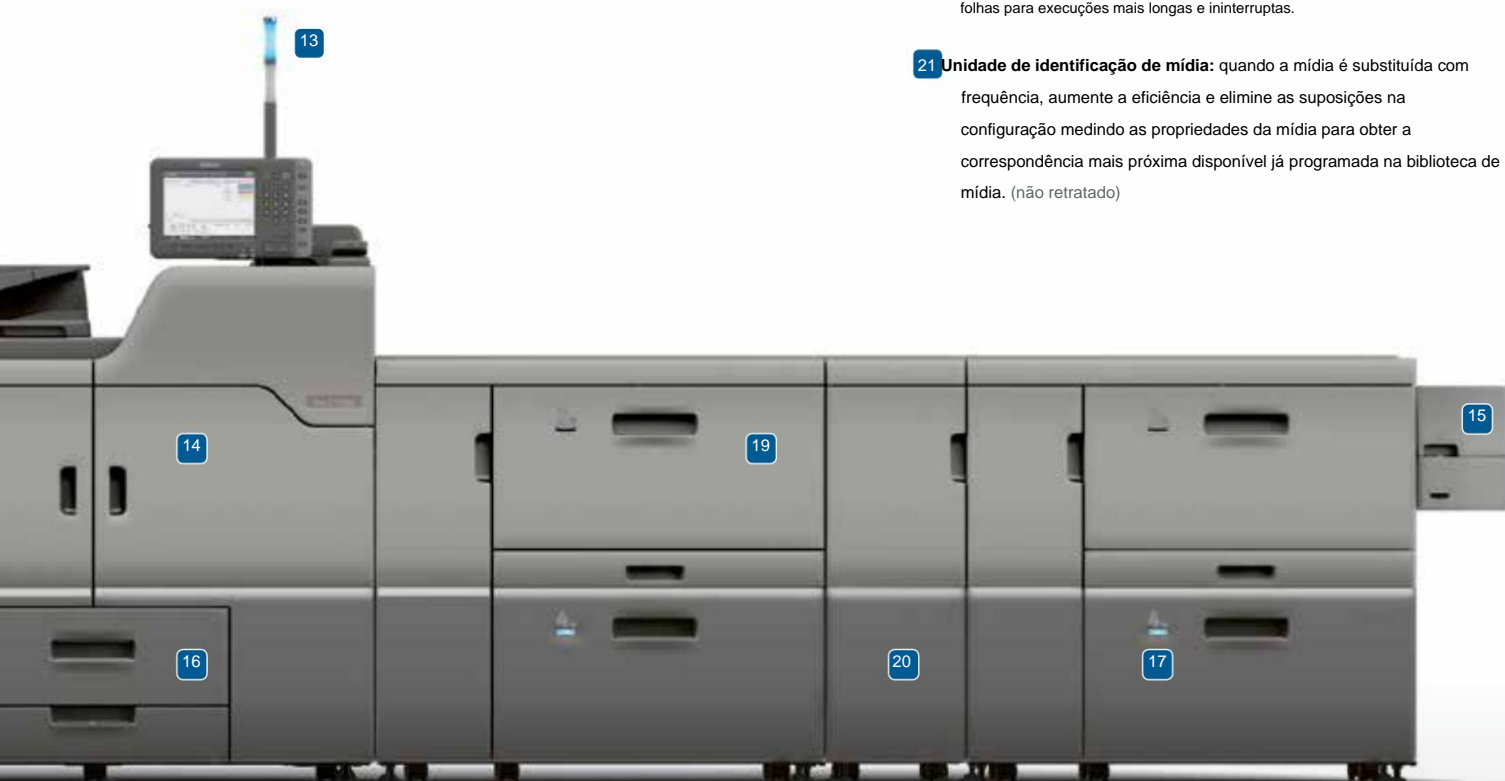 folhas para execuções mais longas e ininterruptas.
13
21 Unidade de identificação de mídia: quando a mídia é substituída com
frequência, aumente a eficiência e elimine as suposições na
configuração medindo as propriedades da mídia para obter a
correspondência mais próxima disponível já programada na biblioteca de
mídia. (não retratado)
15
14
19
16
20
17